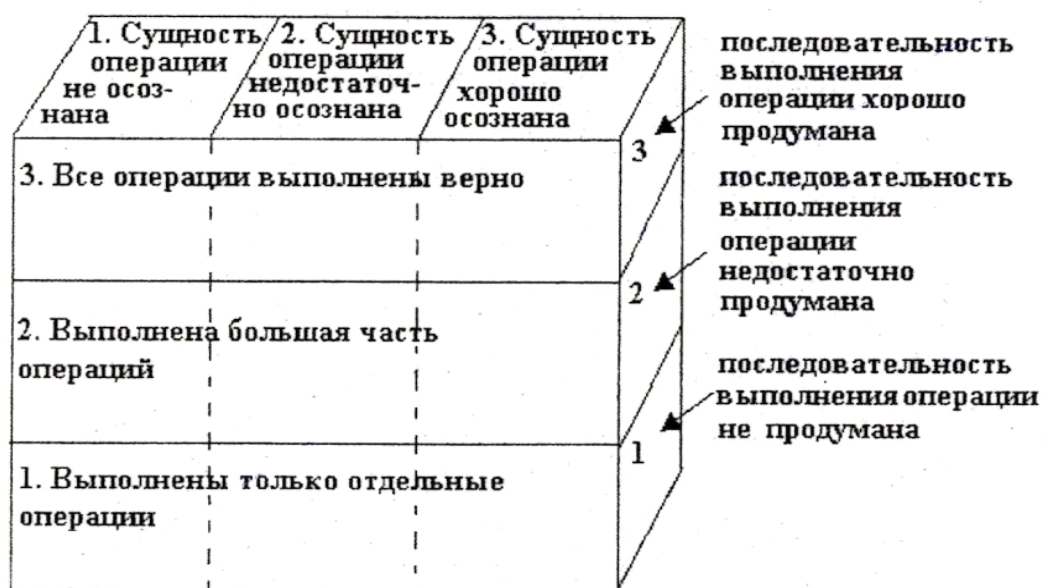 1. Сущность
операции
не осоз-
нана
2. Сущность
операции
недостаточ-
но осознана
3. Сущность
операции
хорошо
осознана
3. Все операции выполнены верно
2. Выполнена большая часть
операций
1. Выполнены только отдельные
операции
3
2
1
последовательность
выполнения
операции хорошо
продумана
последовательность
выполнения
операции
недостаточно
продумана
последовательность
выполнения операции
не продумана